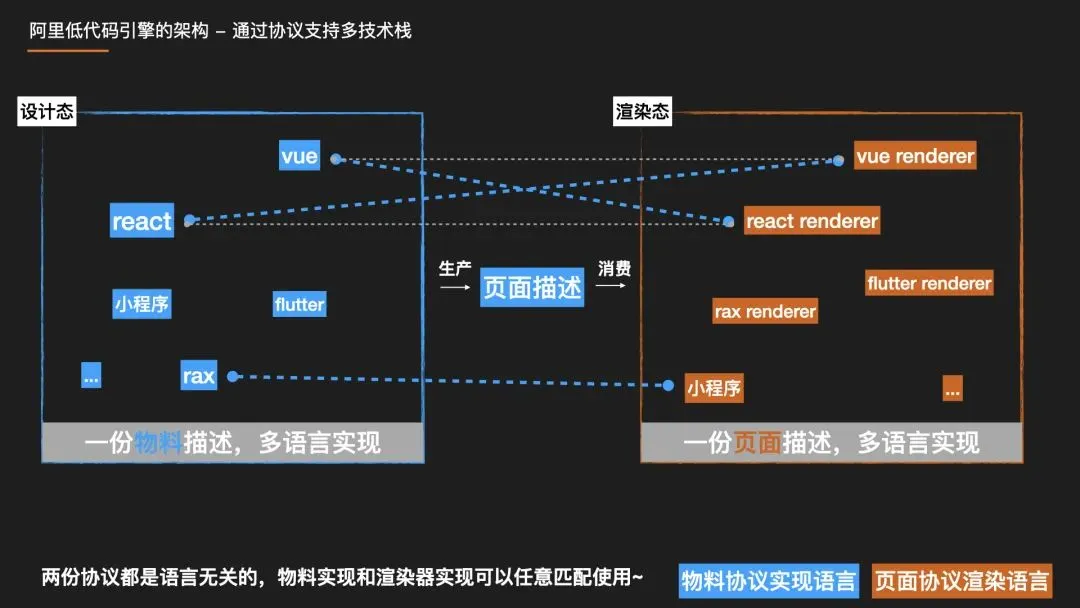 阿里低代码引擎的架构 – 通过协议支持多技术栈
设计态
渲染态
vue
vue renderer
react
react renderer
生产
页面描述
消费
flutter renderer
小程序
flutter
rax renderer
...
rax
小程序
...
一份物料描述，多语言实现
一份页面描述，多语言实现
两份协议都是语言无关的，物料实现和渲染器实现可以任意匹配使用~
物料协议实现语言
页面协议渲染语言